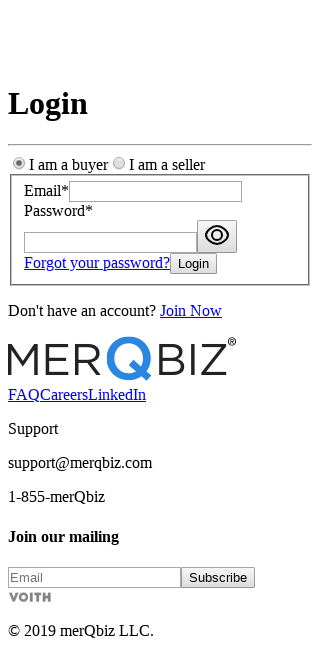 Login
I am a buyer I am a seller
Email*
Password*
Forgot your password? Login
Don't have an account? Join Now
MERQBIZ®
FAQCareersLinkedIn
Support
support@merqbiz.com
1-855-merQbiz
Join our mailing
Email Subscribe
VOITH
© 2019 merQbiz LLC.